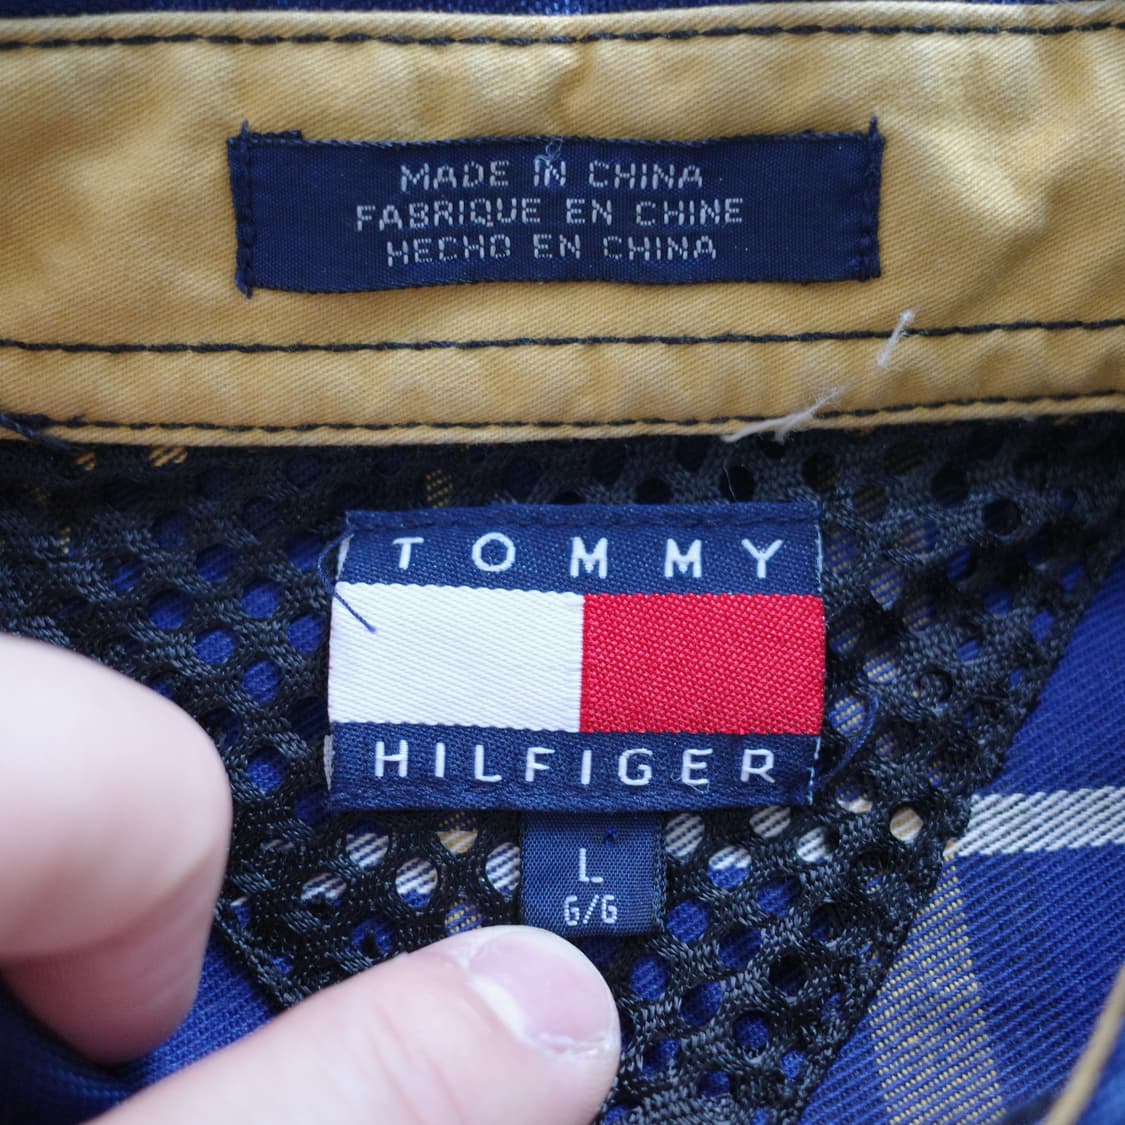 MADE IN CHINA
FABRIQUE EN CHINE
HECHO EN CHINA
TOMMY
HILFIGER
L
G/G